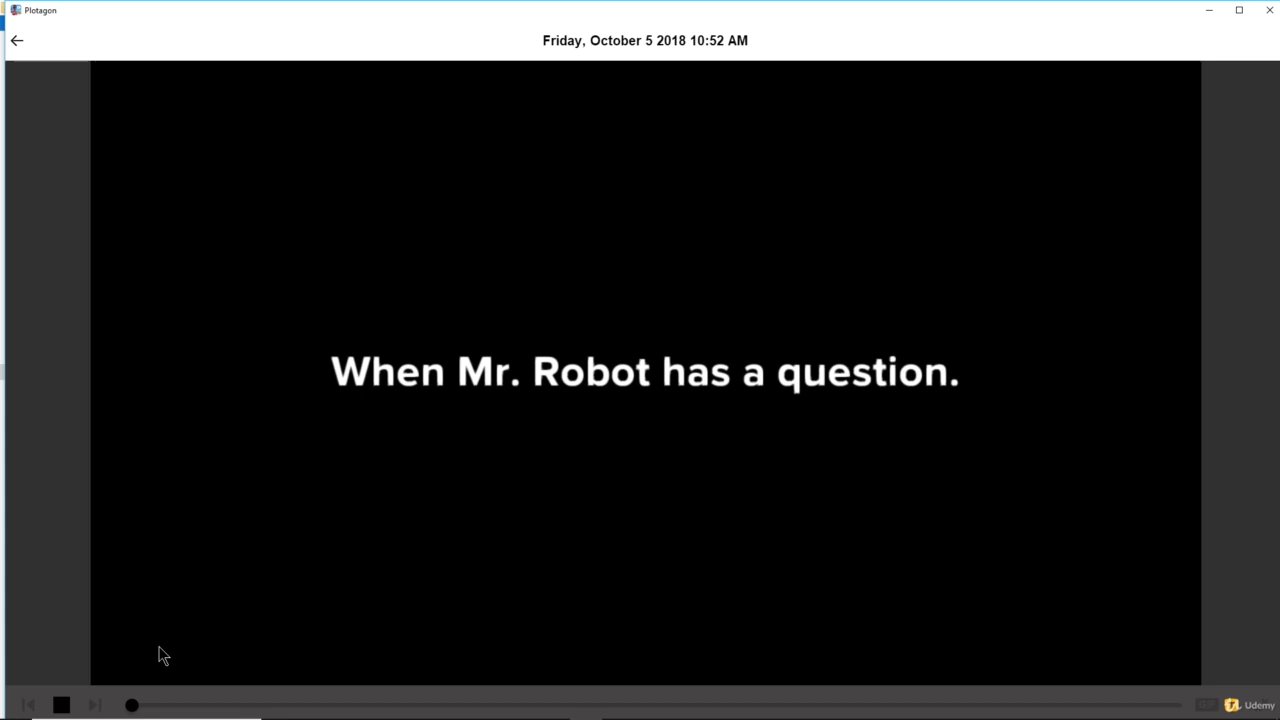 Plotagon
Friday, October 5 2018 10:52 AM
When Mr. Robot has a question.
Udemy